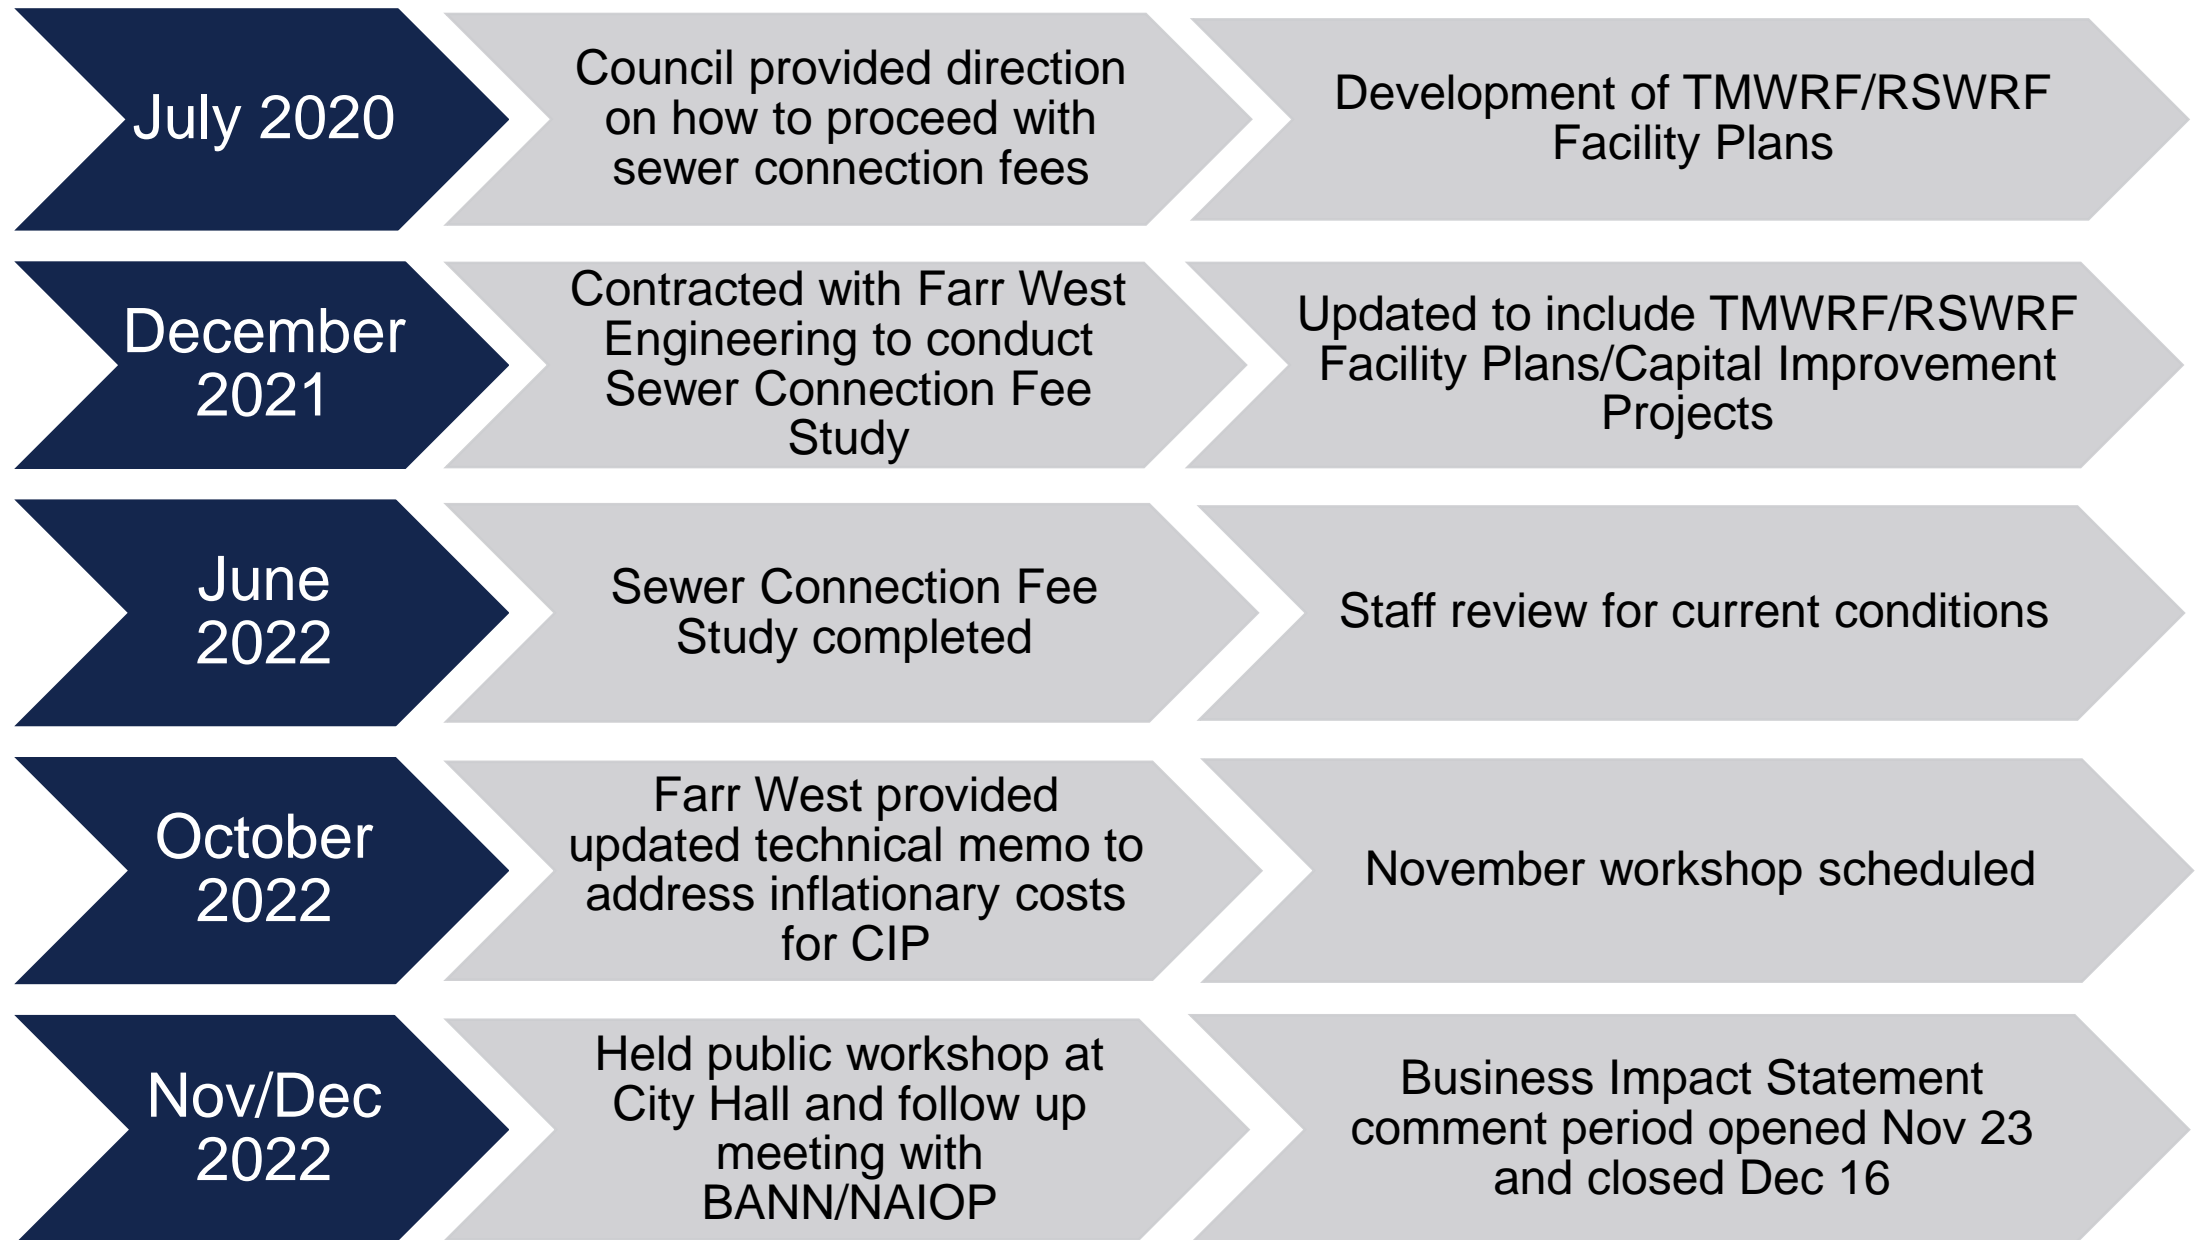 July 2020
Council provided direction
on how to proceed with
sewer connection fees
Development of TMWRF/RSWRF
Facility Plans
December
2021
Contracted with Farr West
Engineering to conduct
Sewer Connection Fee
Study
Updated to include TMWRF/RSWRF
Facility Plans/Capital Improvement
Projects
June
2022
Sewer Connection Fee
Study completed
Staff review for current conditions
October
2022
Farr West provided
updated technical memo to
address inflationary costs
for CIP
November workshop scheduled
Nov/Dec
2022
Held public workshop at
City Hall and follow up
meeting with
BANN/NAIOP
Business Impact Statement
comment period opened Nov 23
and closed Dec 16